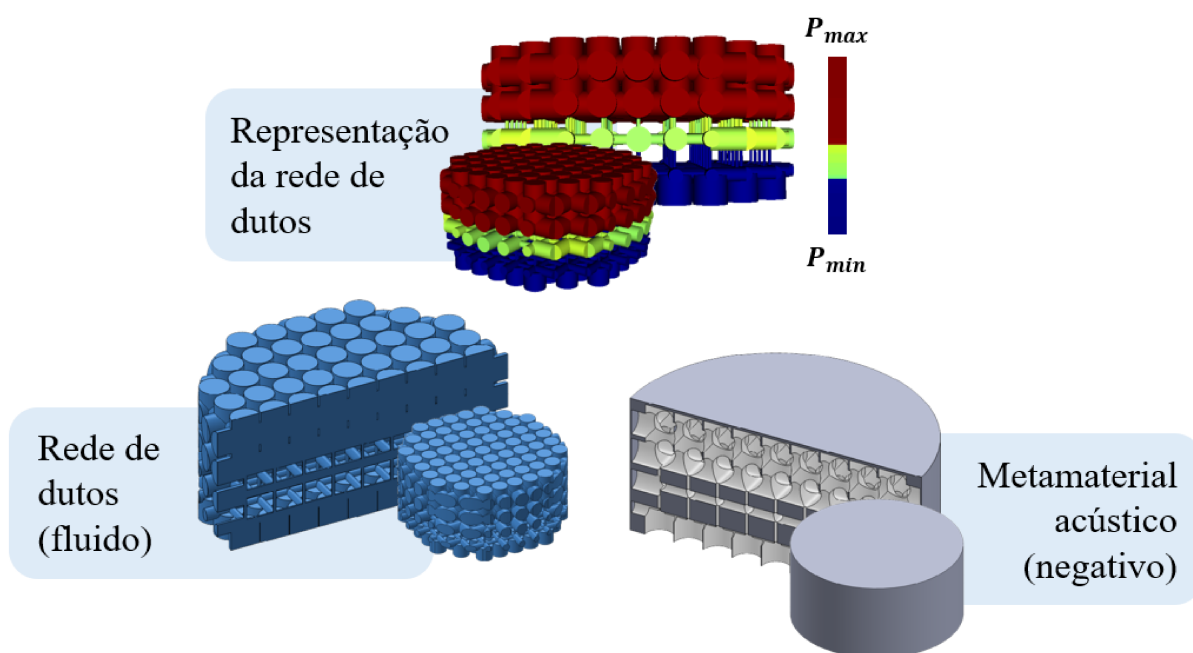 P_max
Representação
da rede de
dutos
P_min
Rede de
dutos
(fluido)
Metamaterial
acústico
(negativo)